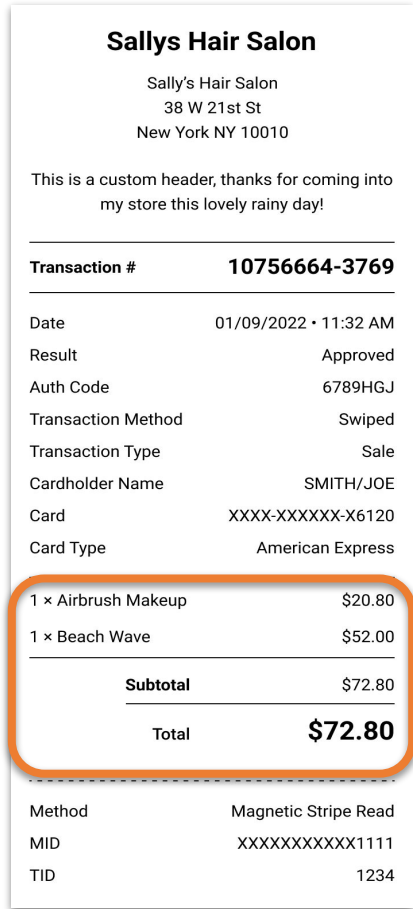 Sallys Hair Salon
Sally’s Hair Salon
38 W 21st St
New York NY 10010
This is a custom header, thanks for coming into
my store this lovely rainy day!
Transaction # 10756664-3769
Date 01/09/2022 • 11:32 AM
Result Approved
Auth Code 6789HGJ
Transaction Method Swiped
Transaction Type Sale
Cardholder Name SMITH/JOE
Card XXXX-XXXXXX-X6120
Card Type American Express
1 × Airbrush Makeup $20.80
1 × Beach Wave $52.00
Subtotal $72.80
Total $72.80
Method Magnetic Stripe Read
MID XXXXXXXXXXX1111
TID 1234